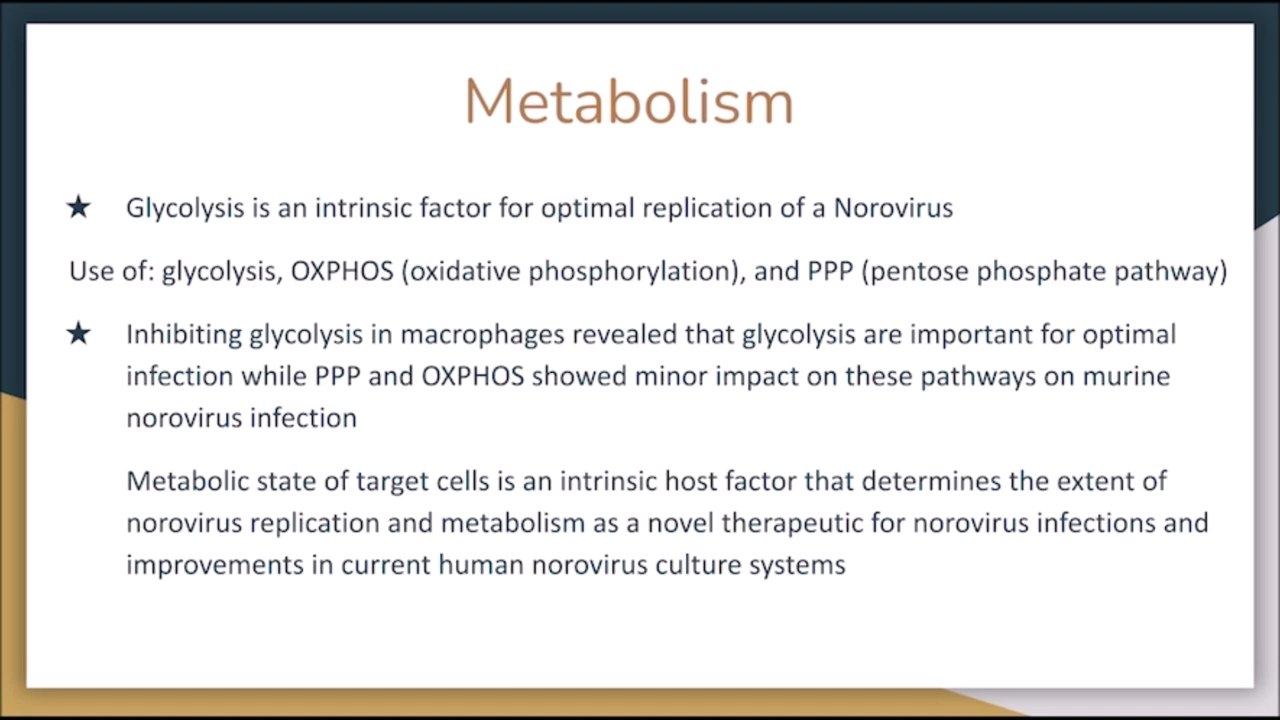 Metabolism
★ Glycolysis is an intrinsic factor for optimal replication of a Norovirus
Use of: glycolysis, OXPHOS (oxidative phosphorylation), and PPP (pentose phosphate pathway)
★ Inhibiting glycolysis in macrophages revealed that glycolysis are important for optimal
infection while PPP and OXPHOS showed minor impact on these pathways on murine
norovirus infection
Metabolic state of target cells is an intrinsic host factor that determines the extent of
norovirus replication and metabolism as a novel therapeutic for norovirus infections and
improvements in current human norovirus culture systems